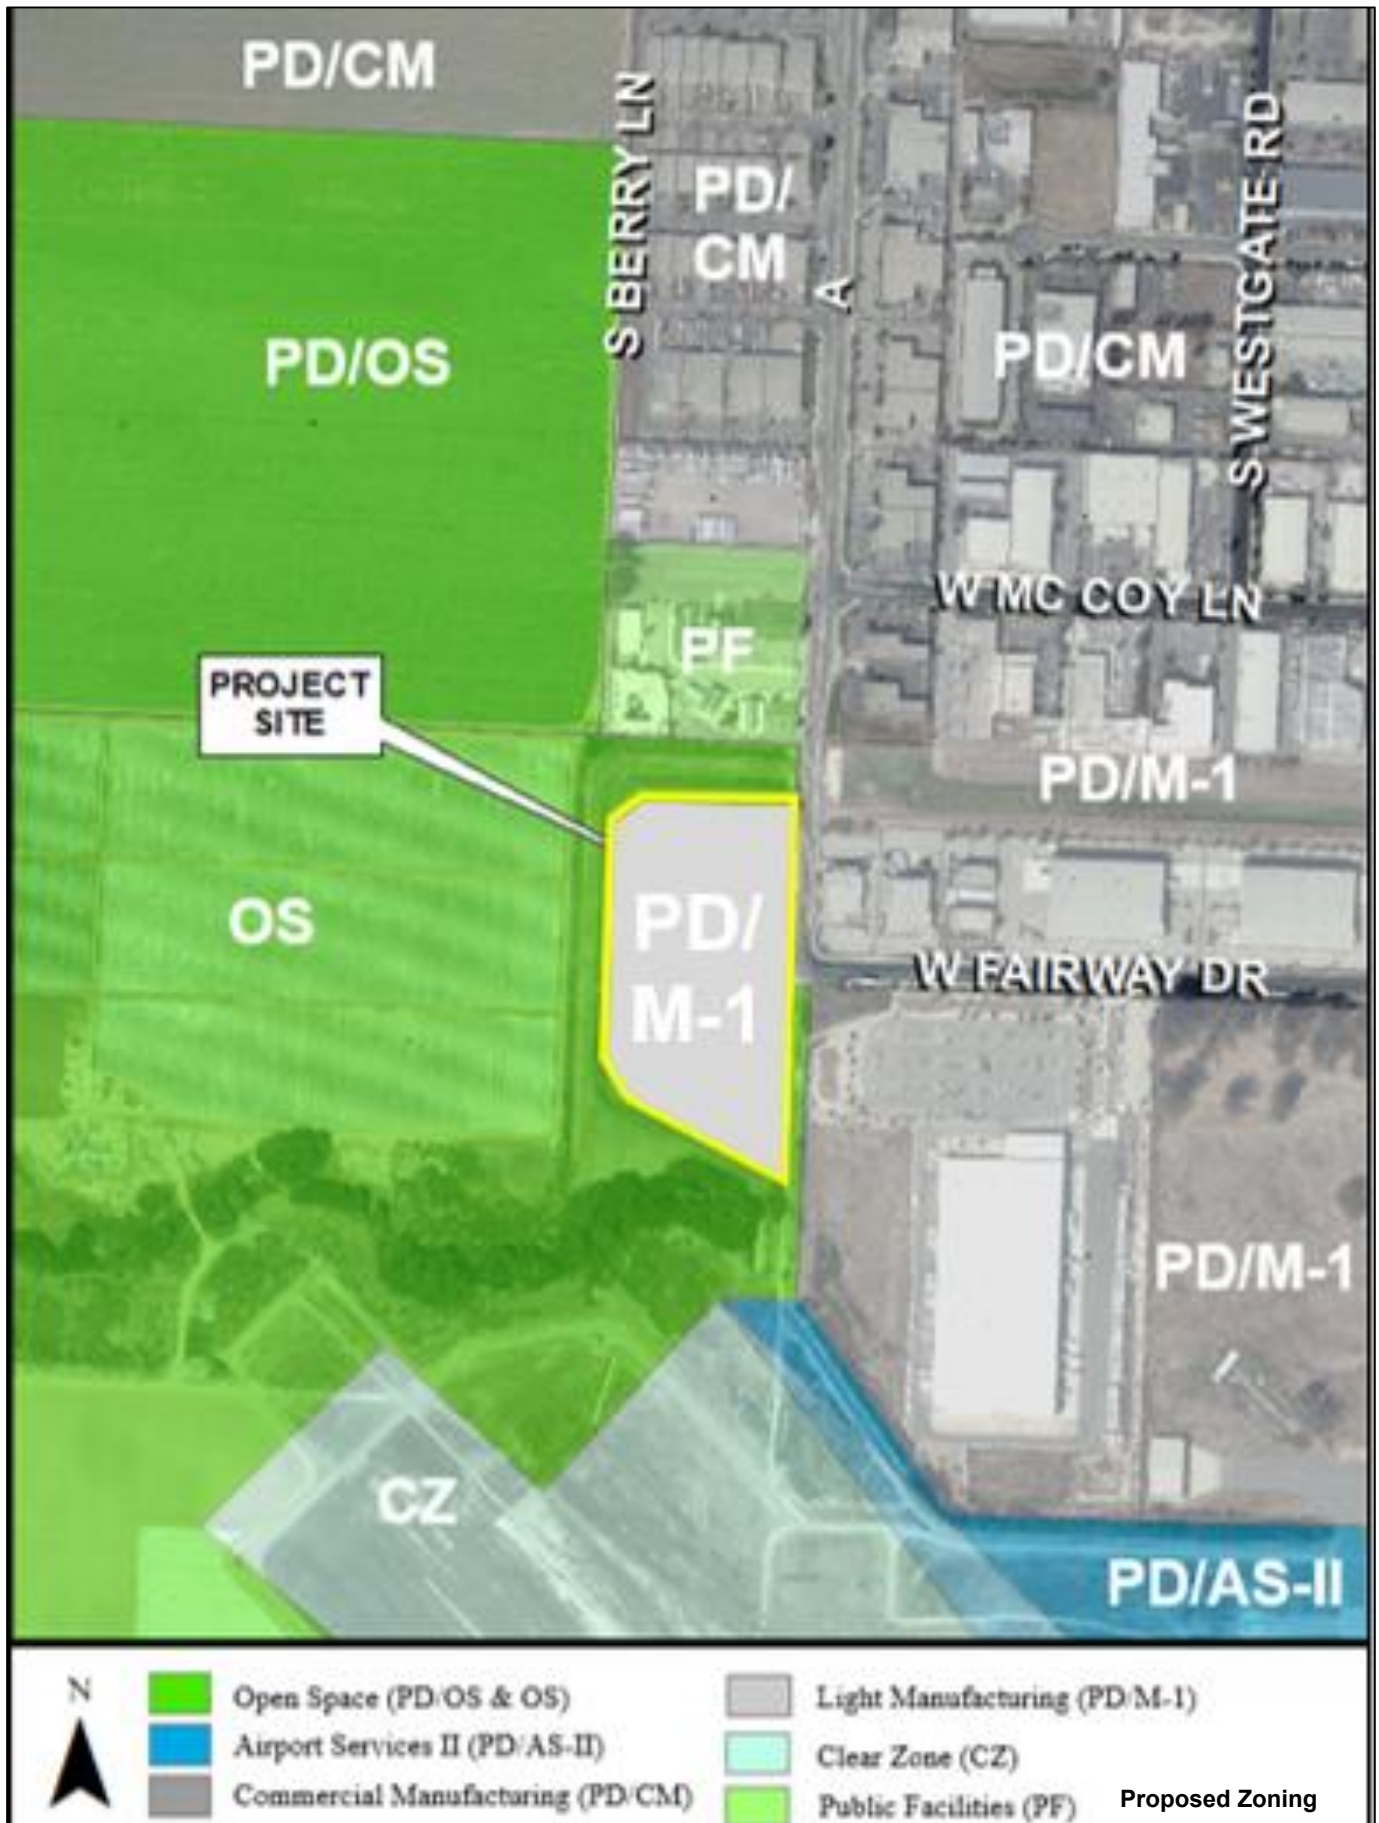 PD/CM
S BERRY LN
PD/
CM
A
S WESTGATE RD
PD/OS
PD/CM
W MC COY LN
PF
PROJECT
SITE
PD/M-1
OS
PD/
M-1
W FAIRWAY DR
PD/M-1
CZ
PD/AS-II
N
Open Space (PD/OS & OS)
Airport Services II (PD/AS-II)
Commercial Manufacturing (PD/CM)
Light Manufacturing (PD/M-1)
Clear Zone (CZ)
Public Facilities (PF)
Proposed Zoning